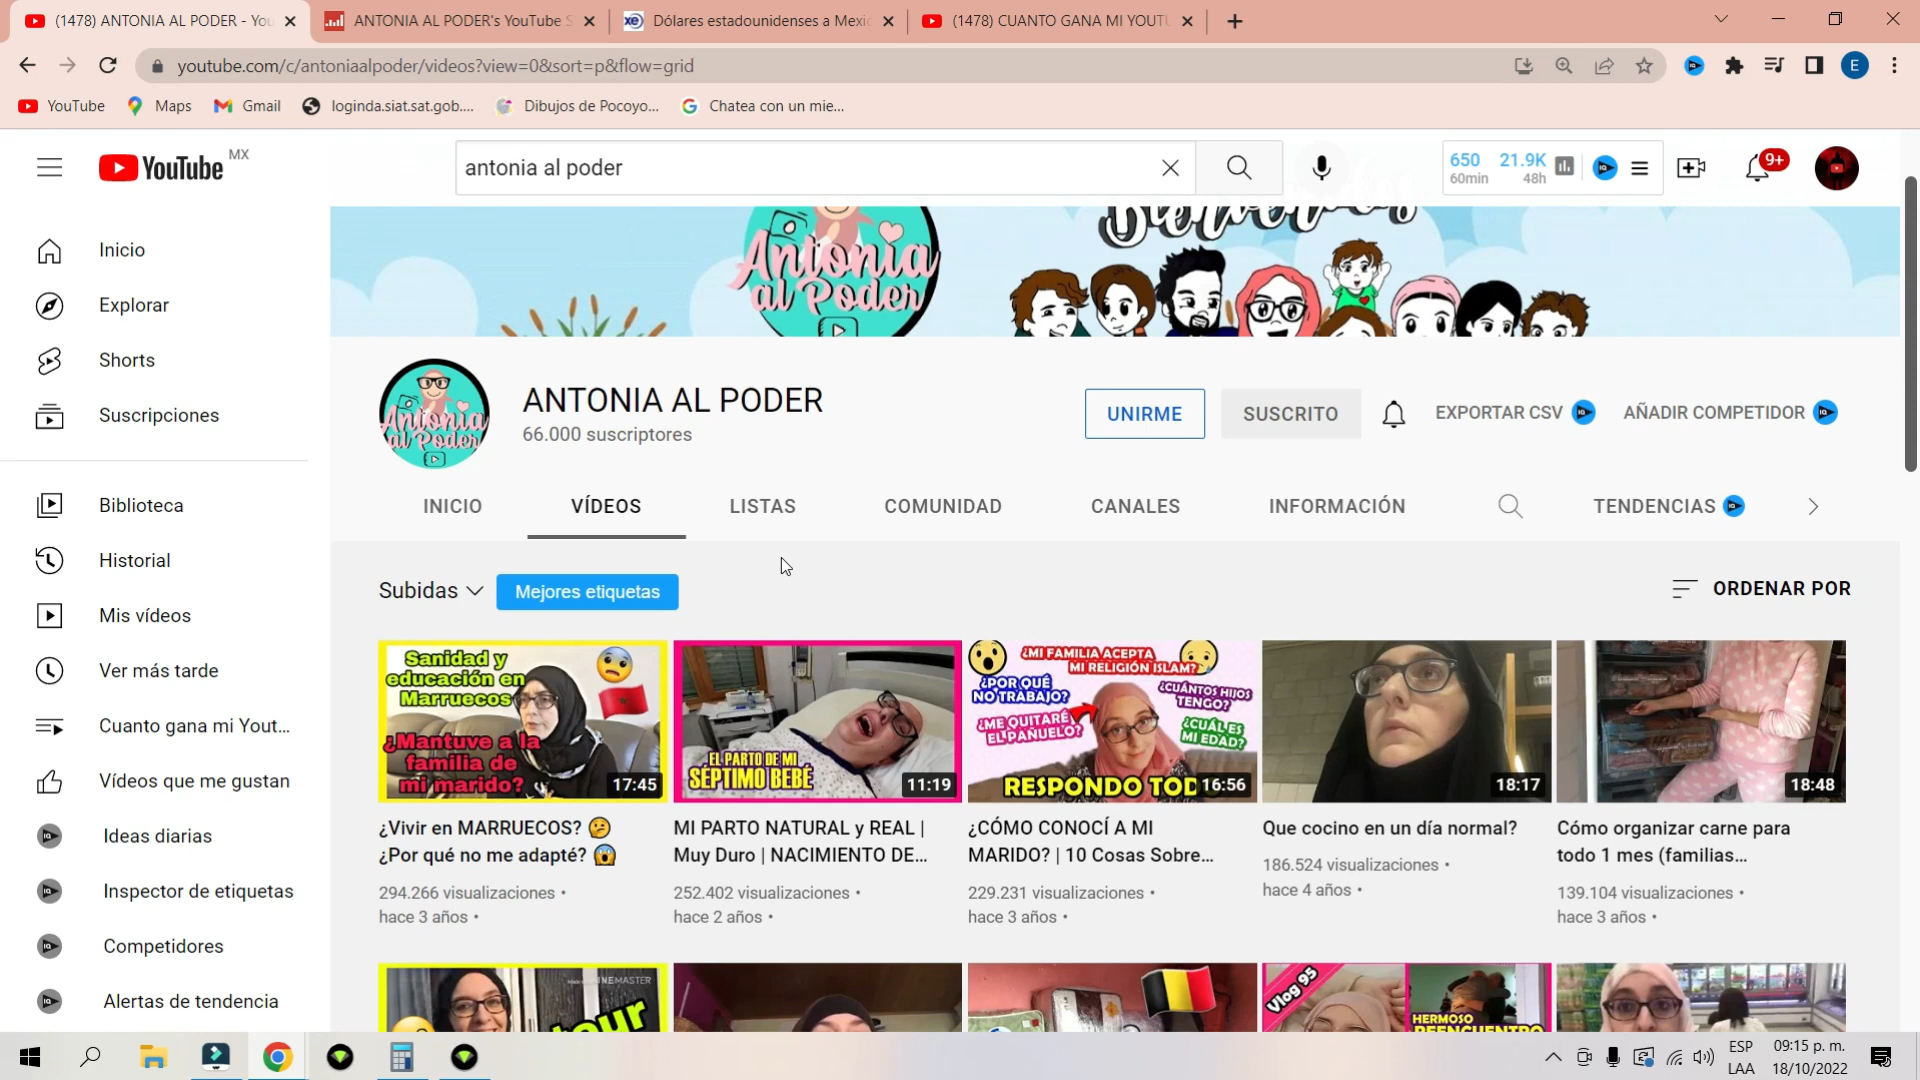 (1478) ANTONIA AL PODER - You
ANTONIA AL PODER's YouTube S
Dólares estadounidenses a Mexic
(1478) CUANTO GANA MI YOUTU
youtube.com/c/antoniaalpoder/videos?view=0&sort=p&flow=grid
E
YouTube
Maps
Gmail
loginda.siat.sat.gob....
Dibujos de Pocoyo...
Chatea con un mie...
YouTube MX
antonia al poder
650
60min
21.9K
48h
9+
Bienvenidos
Antonia
al Poder
Inicio
Explorar
Shorts
Suscripciones
Biblioteca
Historial
Mis vídeos
Ver más tarde
Cuanto gana mi Yout...
Vídeos que me gustan
Ideas diarias
Inspector de etiquetas
Competidores
Alertas de tendencia
Antonia
al Poder
ANTONIA AL PODER
66.000 suscriptores
UNIRME
SUSCRITO
EXPORTAR CSV
AÑADIR COMPETIDOR
INICIO
VÍDEOS
LISTAS
COMUNIDAD
CANALES
INFORMACIÓN
TENDENCIAS
Subidas
Mejores etiquetas
ORDENAR POR
Sanidad y
educación en
Marruecos
¿Mantuve a la
familia de
mi marido?
17:45
EL PARTO DE MI
SÉPTIMO BEBÉ
11:19
¿MI FAMILIA ACEPTA
MI RELIGIÓN ISLAM?
¿POR QUÉ
NO TRABAJO?
¿CUÁNTOS HIJOS
TENGO?
¿ME QUITARÉ
EL PAÑUELO?
¿CUÁL ES
MI EDAD?
RESPONDO TOD
16:56
18:17
18:48
¿Vivir en MARRUECOS? 😕
¿Por qué no me adapté? 😱
294.266 visualizaciones •
hace 3 años •
MI PARTO NATURAL y REAL |
Muy Duro | NACIMIENTO DE...
252.402 visualizaciones •
hace 2 años •
¿CÓMO CONOCÍ A MI
MARIDO? | 10 Cosas Sobre...
229.231 visualizaciones •
hace 3 años •
Que cocino en un día normal?
186.524 visualizaciones •
hace 4 años •
Cómo organizar carne para
todo 1 mes (familias...
139.104 visualizaciones •
hace 3 años •
NEMASTER
tour
Vlog 95
HERMOSO
REENCUENTRO
ESP
LAA
09:15 p. m.
18/10/2022